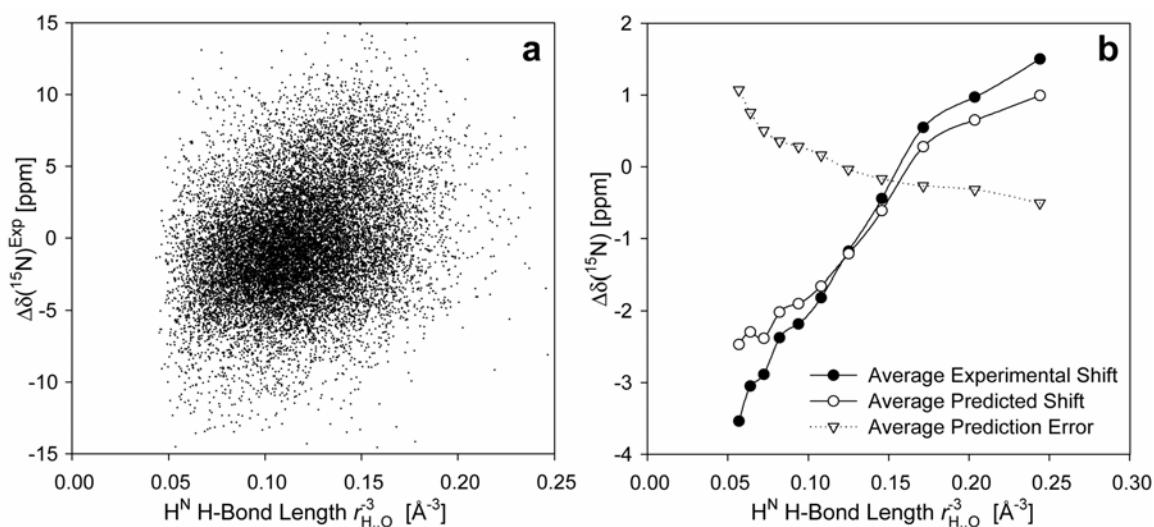 a
15
10
5
0
-5
-10
-15
Δδ(¹⁵N)ᴱˣᵖ [ppm]
0.00 0.05 0.10 0.15 0.20 0.25
Hᴺ H-Bond Length r⁻³H..O [Å⁻³]
b
2
1
0
-1
-2
-3
-4
Δδ(¹⁵N) [ppm]
Average Experimental Shift
Average Predicted Shift
Average Prediction Error
0.00 0.05 0.10 0.15 0.20 0.25 0.30
Hᴺ H-Bond Length r⁻³H..O [Å⁻³]